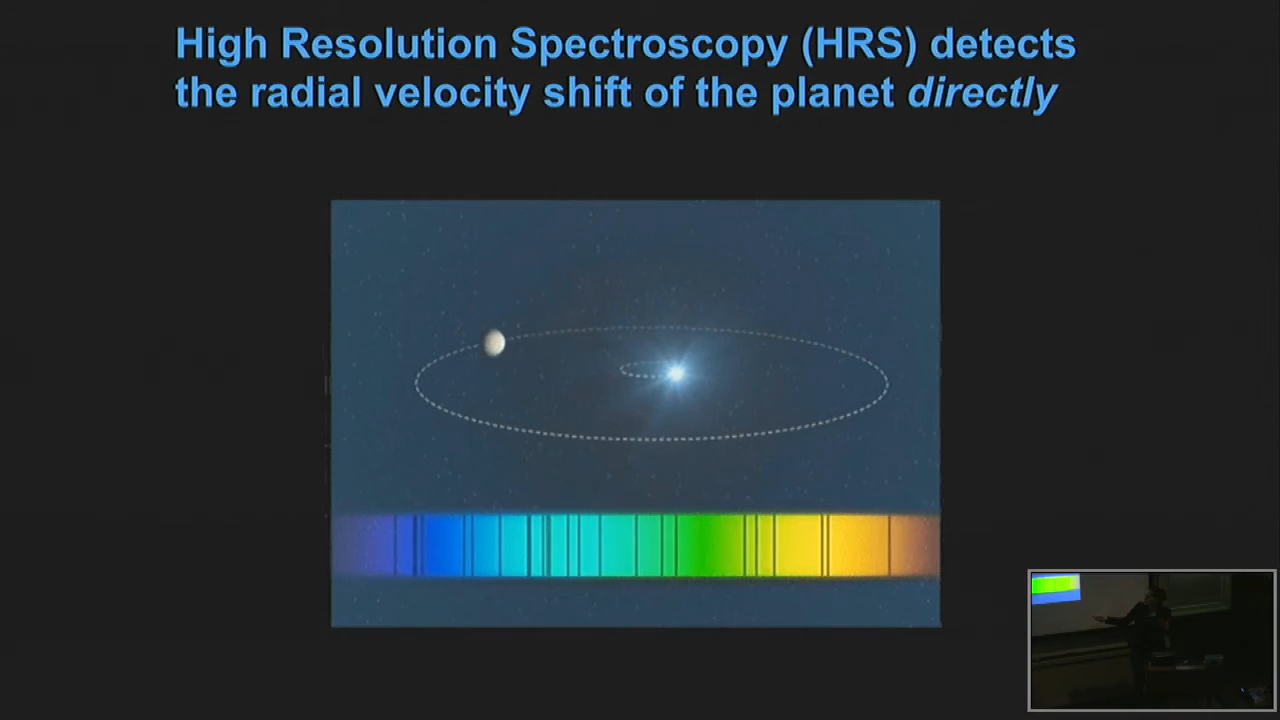 High Resolution Spectroscopy (HRS) detects
the radial velocity shift of the planet directly